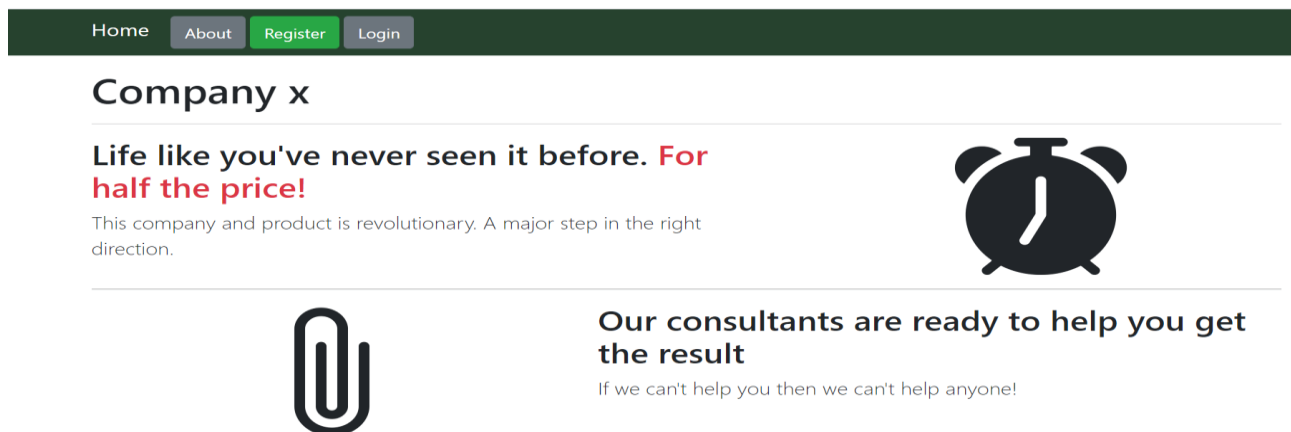 Home About Register Login
Company x
Life like you've never seen it before. For
half the price!
This company and product is revolutionary. A major step in the right
direction.
Our consultants are ready to help you get
the result
If we can't help you then we can't help anyone!